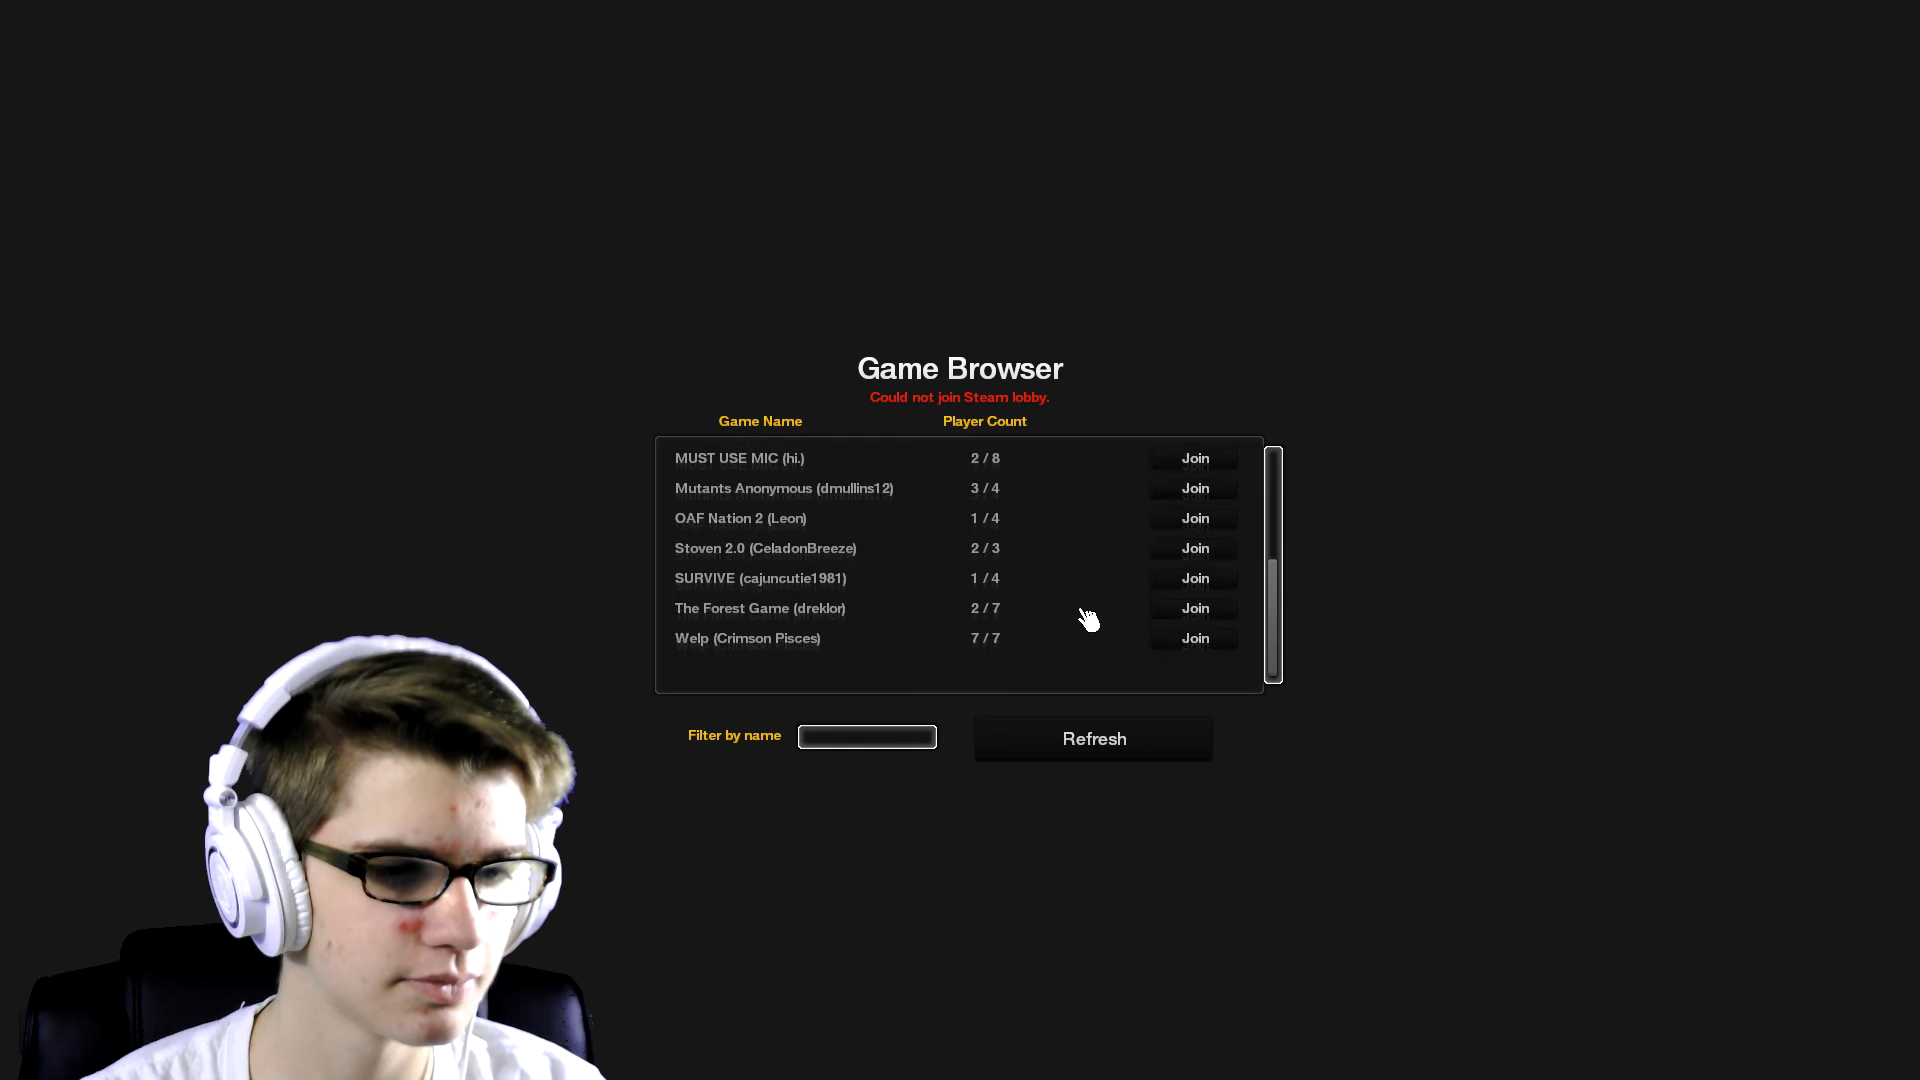 Game Browser
Could not join Steam lobby.
Game Name Player Count
MUST USE MIC (hi.) 2 / 8 Join
Mutants Anonymous (dmullins12) 3 / 4 Join
OAF Nation 2 (Leon) 1 / 4 Join
Stoven 2.0 (CeladonBreeze) 2 / 3 Join
SURVIVE (cajuncutie1981) 1 / 4 Join
The Forest Game (dreklor) 2 / 7 Join
Welp (Crimson Pisces) 7 / 7 Join
Filter by name Refresh